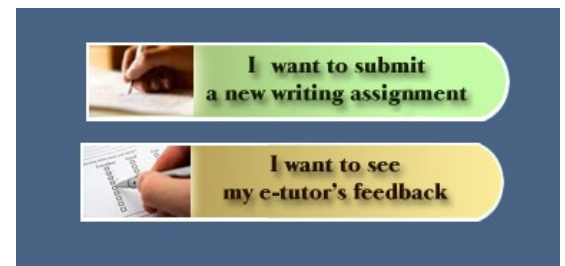 I want to submit
a new writing assignment
I want to see
my e-tutor's feedback